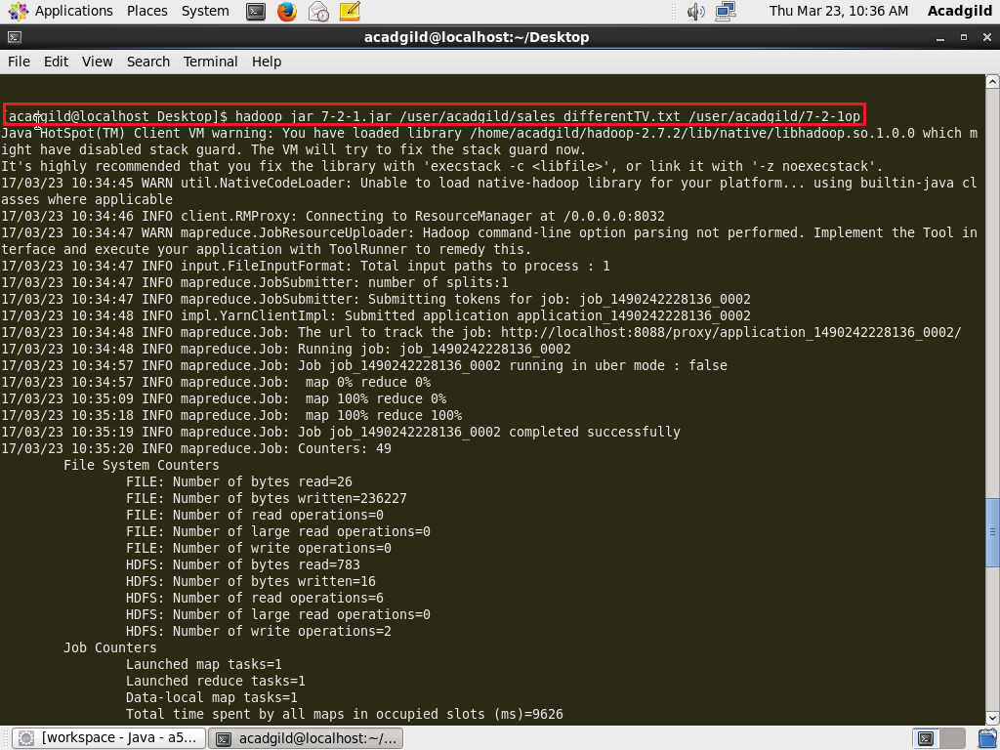 Applications Places System Thu Mar 23, 10:36 AM Acadgild
acadgild@localhost:~/Desktop
File Edit View Search Terminal Help
[acadgild@localhost Desktop]$ hadoop jar 7-2-1.jar /user/acadgild/sales differentTV.txt /user/acadgild/7-2-1op
Java HotSpot(TM) Client VM warning: You have loaded library /home/acadgild/hadoop-2.7.2/lib/native/libhadoop.so.1.0.0 which m
ight have disabled stack guard. The VM will try to fix the stack guard now.
It's highly recommended that you fix the library with 'execstack -c <libfile>', or link it with '-z noexecstack'.
17/03/23 10:34:45 WARN util.NativeCodeLoader: Unable to load native-hadoop library for your platform... using builtin-java cl
asses where applicable
17/03/23 10:34:46 INFO client.RMProxy: Connecting to ResourceManager at /0.0.0.0:8032
17/03/23 10:34:47 WARN mapreduce.JobResourceUploader: Hadoop command-line option parsing not performed. Implement the Tool in
terface and execute your application with ToolRunner to remedy this.
17/03/23 10:34:47 INFO input.FileInputFormat: Total input paths to process : 1
17/03/23 10:34:47 INFO mapreduce.JobSubmitter: number of splits:1
17/03/23 10:34:47 INFO mapreduce.JobSubmitter: Submitting tokens for job: job_1490242228136_0002
17/03/23 10:34:48 INFO impl.YarnClientImpl: Submitted application application_1490242228136_0002
17/03/23 10:34:48 INFO mapreduce.Job: The url to track the job: http://localhost:8088/proxy/application_1490242228136_0002/
17/03/23 10:34:48 INFO mapreduce.Job: Running job: job_1490242228136_0002
17/03/23 10:34:57 INFO mapreduce.Job: Job job_1490242228136_0002 running in uber mode : false
17/03/23 10:34:57 INFO mapreduce.Job:  map 0% reduce 0%
17/03/23 10:35:09 INFO mapreduce.Job:  map 100% reduce 0%
17/03/23 10:35:18 INFO mapreduce.Job:  map 100% reduce 100%
17/03/23 10:35:19 INFO mapreduce.Job: Job job_1490242228136_0002 completed successfully
17/03/23 10:35:20 INFO mapreduce.Job: Counters: 49
File System Counters
FILE: Number of bytes read=26
FILE: Number of bytes written=236227
FILE: Number of read operations=0
FILE: Number of large read operations=0
FILE: Number of write operations=0
HDFS: Number of bytes read=783
HDFS: Number of bytes written=16
HDFS: Number of read operations=6
HDFS: Number of large read operations=0
HDFS: Number of write operations=2
Job Counters
Launched map tasks=1
Launched reduce tasks=1
Data-local map tasks=1
Total time spent by all maps in occupied slots (ms)=9626
[workspace - Java - a5... acadgild@localhost:~/...